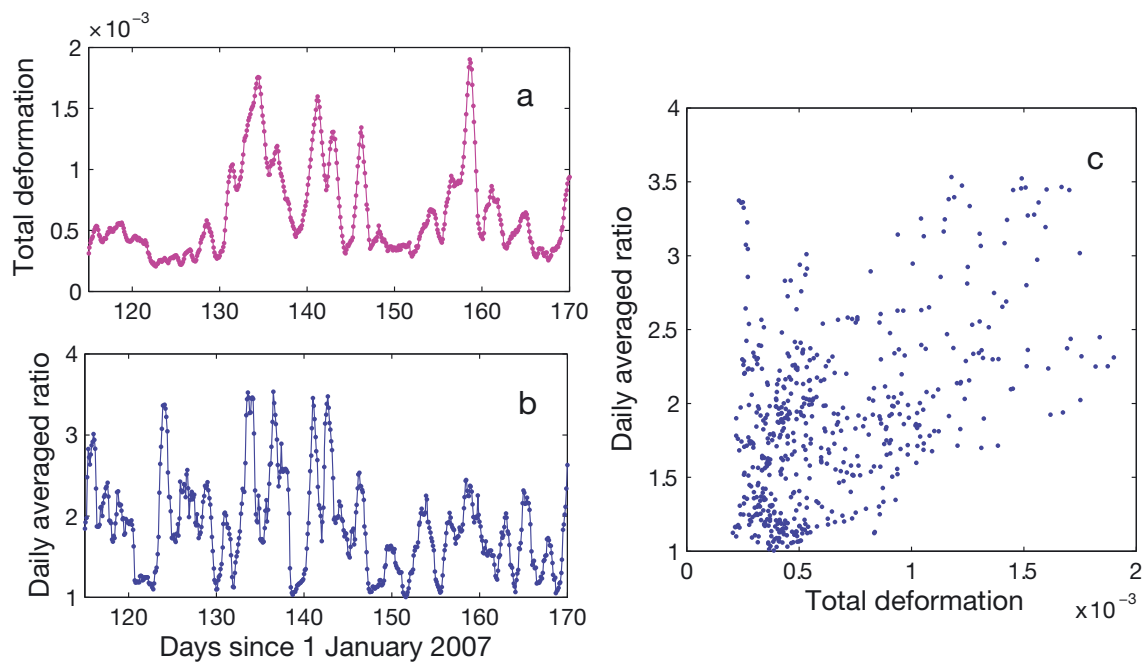 ×10⁻³
2
1.5
1
0.5
0
Total deformation
a
120 130 140 150 160 170
4
3
2
1
Daily averaged ratio
b
120 130 140 150 160 170
Days since 1 January 2007
4
3.5
3
2.5
2
1.5
1
Daily averaged ratio
c
0 0.5 1 1.5 2
Total deformation
x10⁻³